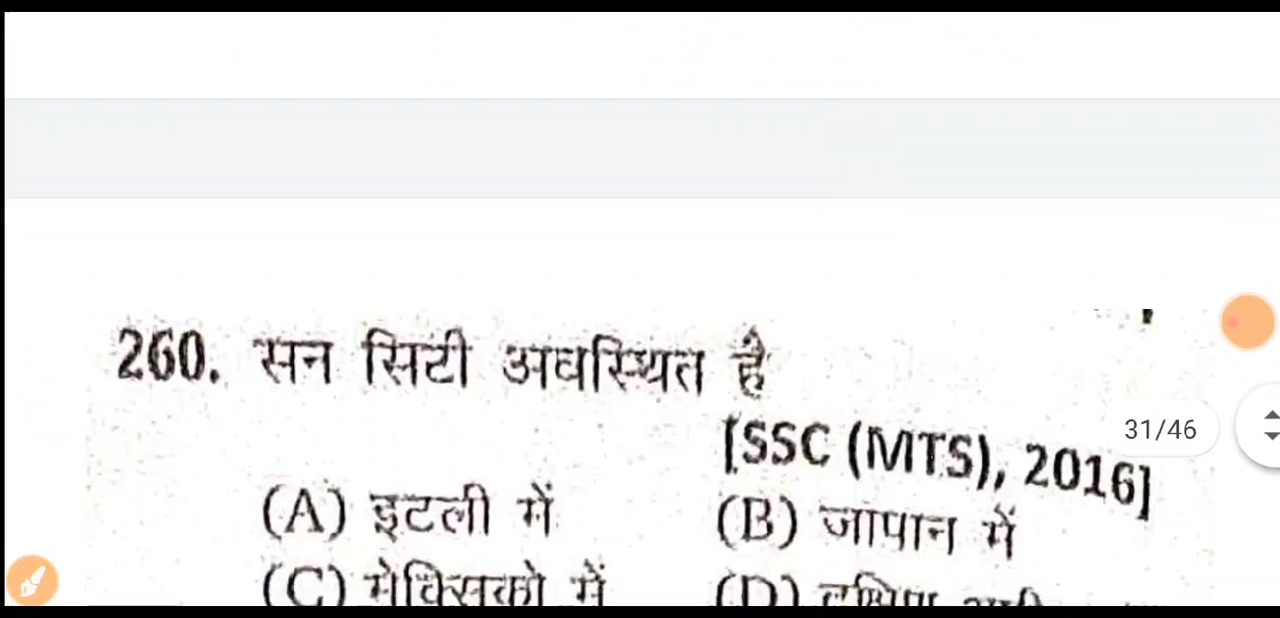 260. सन सिटी अवस्थित है
[SSC (MTS), 2016]
31/46
(A) इटली में
(B) जापान में
(C) मेक्सिको में
(D)